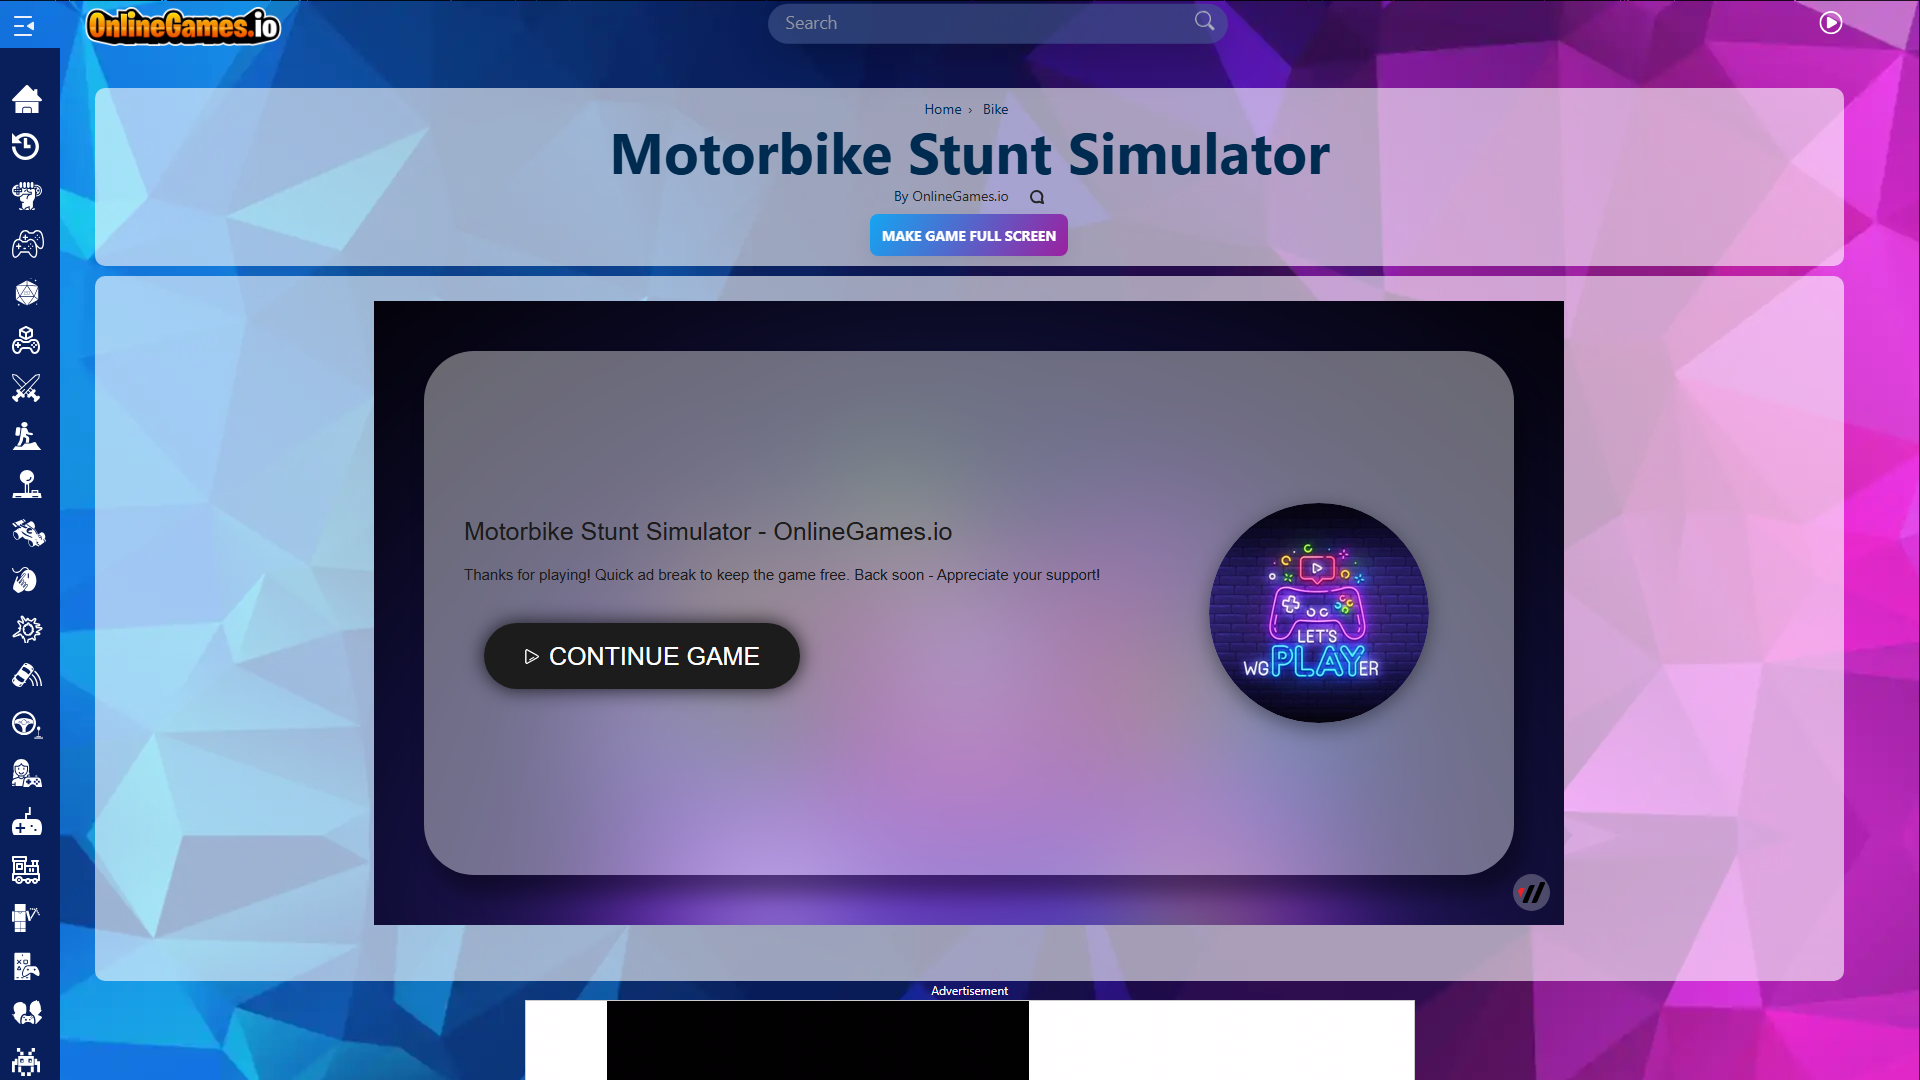 OnlineGames.io
Search
Home › Bike
Motorbike Stunt Simulator
By OnlineGames.io
MAKE GAME FULL SCREEN
Motorbike Stunt Simulator - OnlineGames.io
Thanks for playing! Quick ad break to keep the game free. Back soon - Appreciate your support!
CONTINUE GAME
LET'S
WGPLAYER
Advertisement